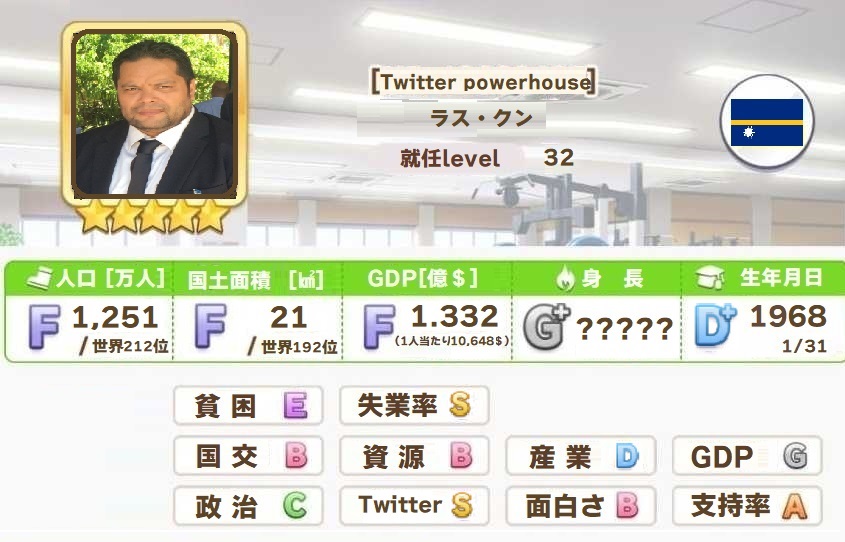 [Twitter powerhouse]
ラス・クン
就任level 32
人口 [万人] 国土面積 [㎢] GDP[億$] 身長 生年月日
F 1,251 F 21 F 1.332 G+ ????? D+ 1968
/世界212位 /世界192位 (1人当たり10,648$) 1/31
貧困 E 失業率 S
国交 B 資源 B 産業 D GDP G
政治 C Twitter S 面白さ B 支持率 A